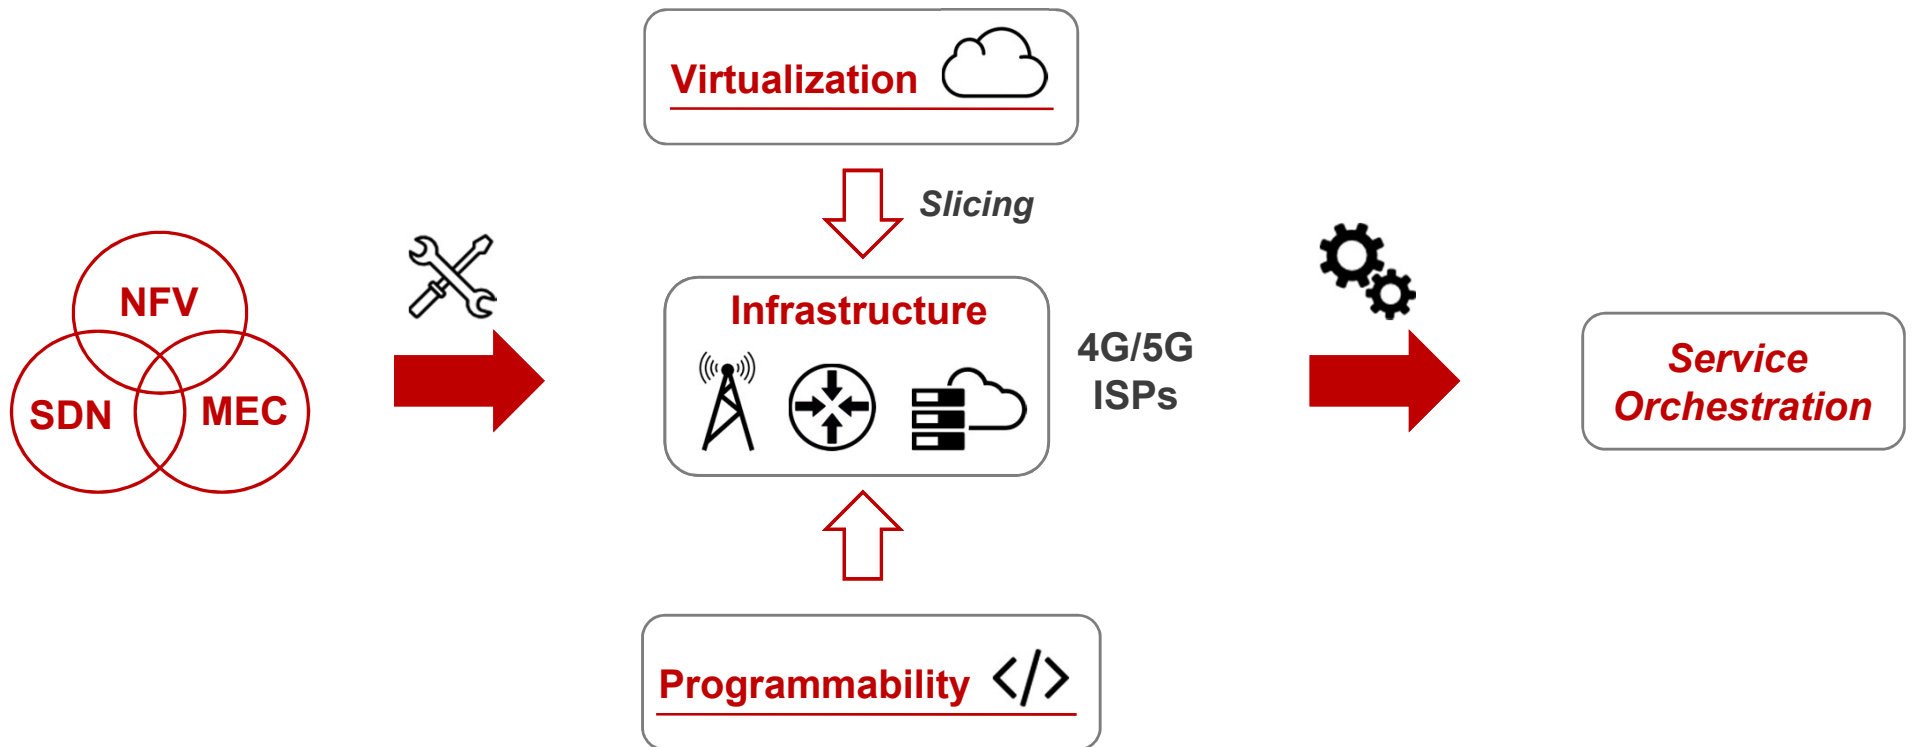 Virtualization
Slicing
NFV
SDN
MEC
Infrastructure
4G/5G
ISPs
Service
Orchestration
Programmability </>